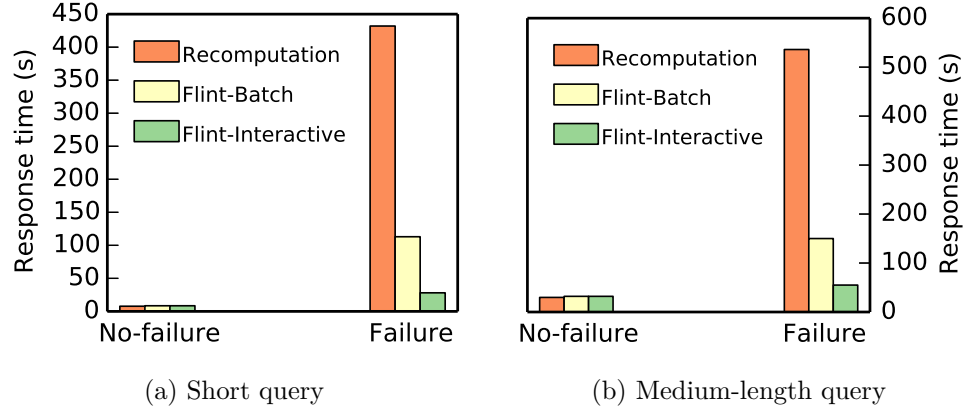 Response time (s)
450
400
350
300
250
200
150
100
50
0
Recomputation
Flint-Batch
Flint-Interactive
No-failure
Failure
(a) Short query
Recomputation
Flint-Batch
Flint-Interactive
600
500
400
300
200
100
0
Response time (s)
No-failure
Failure
(b) Medium-length query